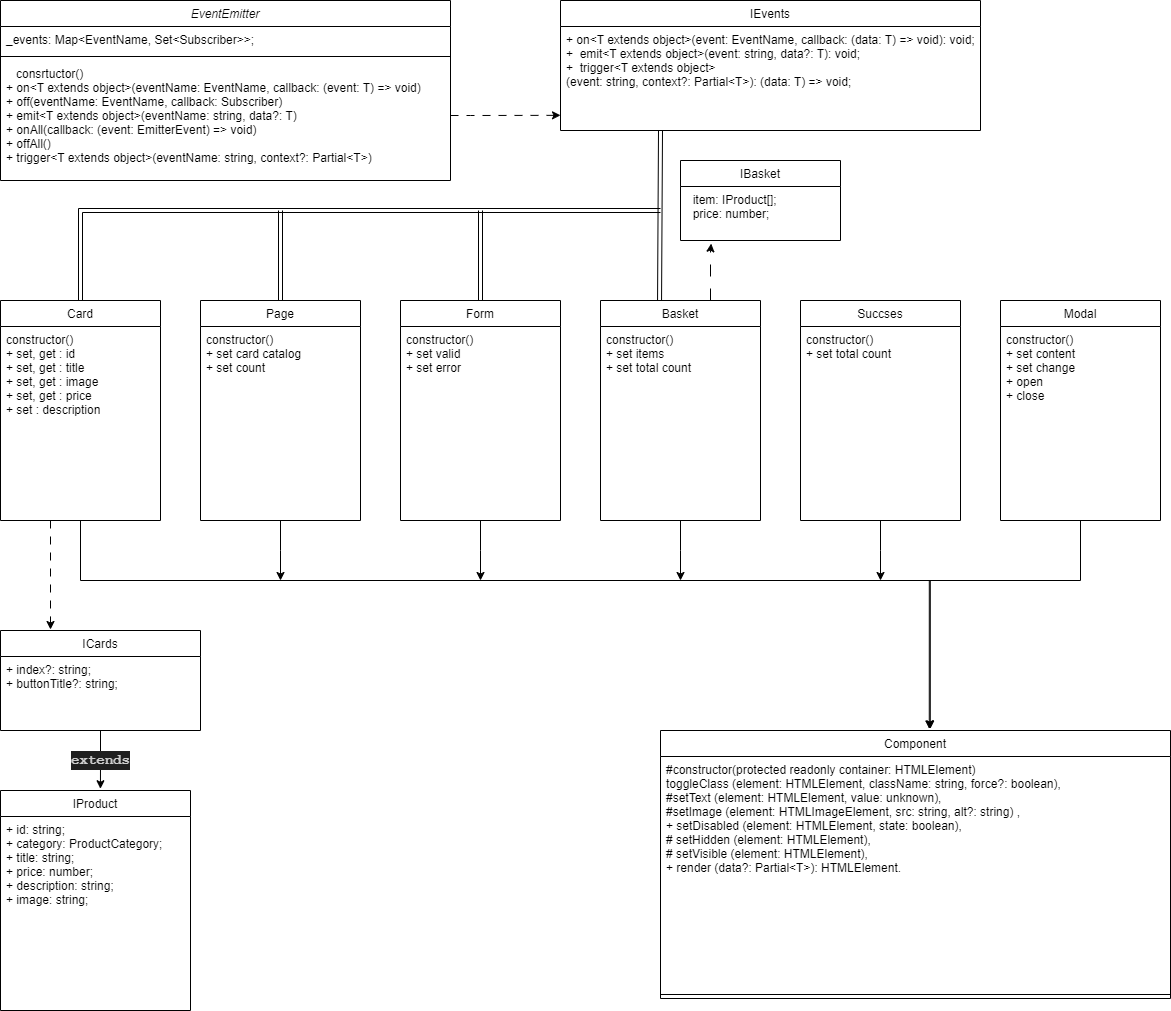 EventEmitter
_events: Map<EventName, Set<Subscriber>>;
consrtuctor()
+ on<T extends object>(eventName: EventName, callback: (event: T) => void)
+ off(eventName: EventName, callback: Subscriber)
+ emit<T extends object>(eventName: string, data?: T)
+ onAll(callback: (event: EmitterEvent) => void)
+ offAll()
+ trigger<T extends object>(eventName: string, context?: Partial<T>)
IEvents
+ on<T extends object>(event: EventName, callback: (data: T) => void): void;
+  emit<T extends object>(event: string, data?: T): void;
+  trigger<T extends object>
(event: string, context?: Partial<T>): (data: T) => void;
IBasket
item: IProduct[];
price: number;
Card
constructor()
+ set, get : id
+ set, get : title
+ set, get : image
+ set, get : price
+ set : description
Page
constructor()
+ set card catalog
+ set count
Form
constructor()
+ set valid
+ set error
Basket
constructor()
+ set items
+ set total count
Succses
constructor()
+ set total count
Modal
constructor()
+ set content
+ set change
+ open
+ close
ICards
+ index?: string;
+ buttonTitle?: string;
extends
IProduct
+ id: string;
+ category: ProductCategory;
+ title: string;
+ price: number;
+ description: string;
+ image: string;
Component
#constructor(protected readonly container: HTMLElement)
toggleClass (element: HTMLElement, className: string, force?: boolean),
#setText (element: HTMLElement, value: unknown),
#setImage (element: HTMLImageElement, src: string, alt?: string) ,
+ setDisabled (element: HTMLElement, state: boolean),
# setHidden (element: HTMLElement),
# setVisible (element: HTMLElement),
+ render (data?: Partial<T>): HTMLElement.